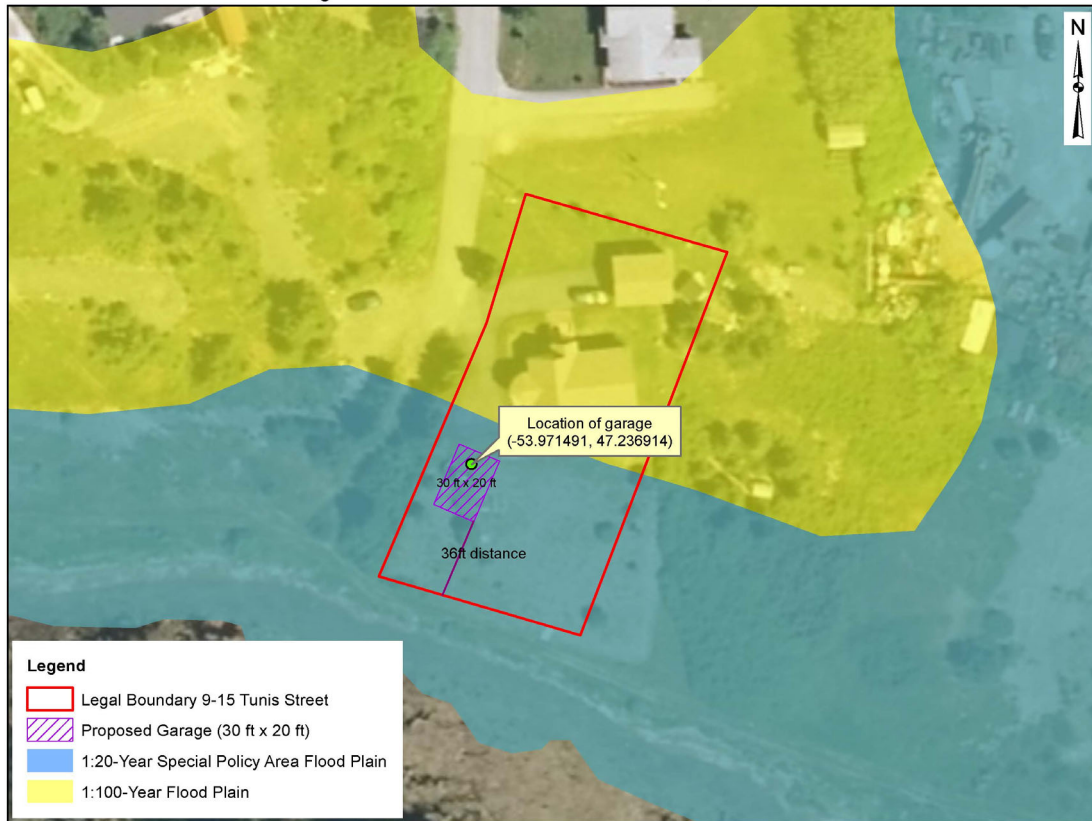 N
Location of garage
(-53.971491, 47.236914)
30 ft x 20 ft
36ft distance
Legend
Legal Boundary 9-15 Tunis Street
Proposed Garage (30 ft x 20 ft)
1:20-Year Special Policy Area Flood Plain
1:100-Year Flood Plain